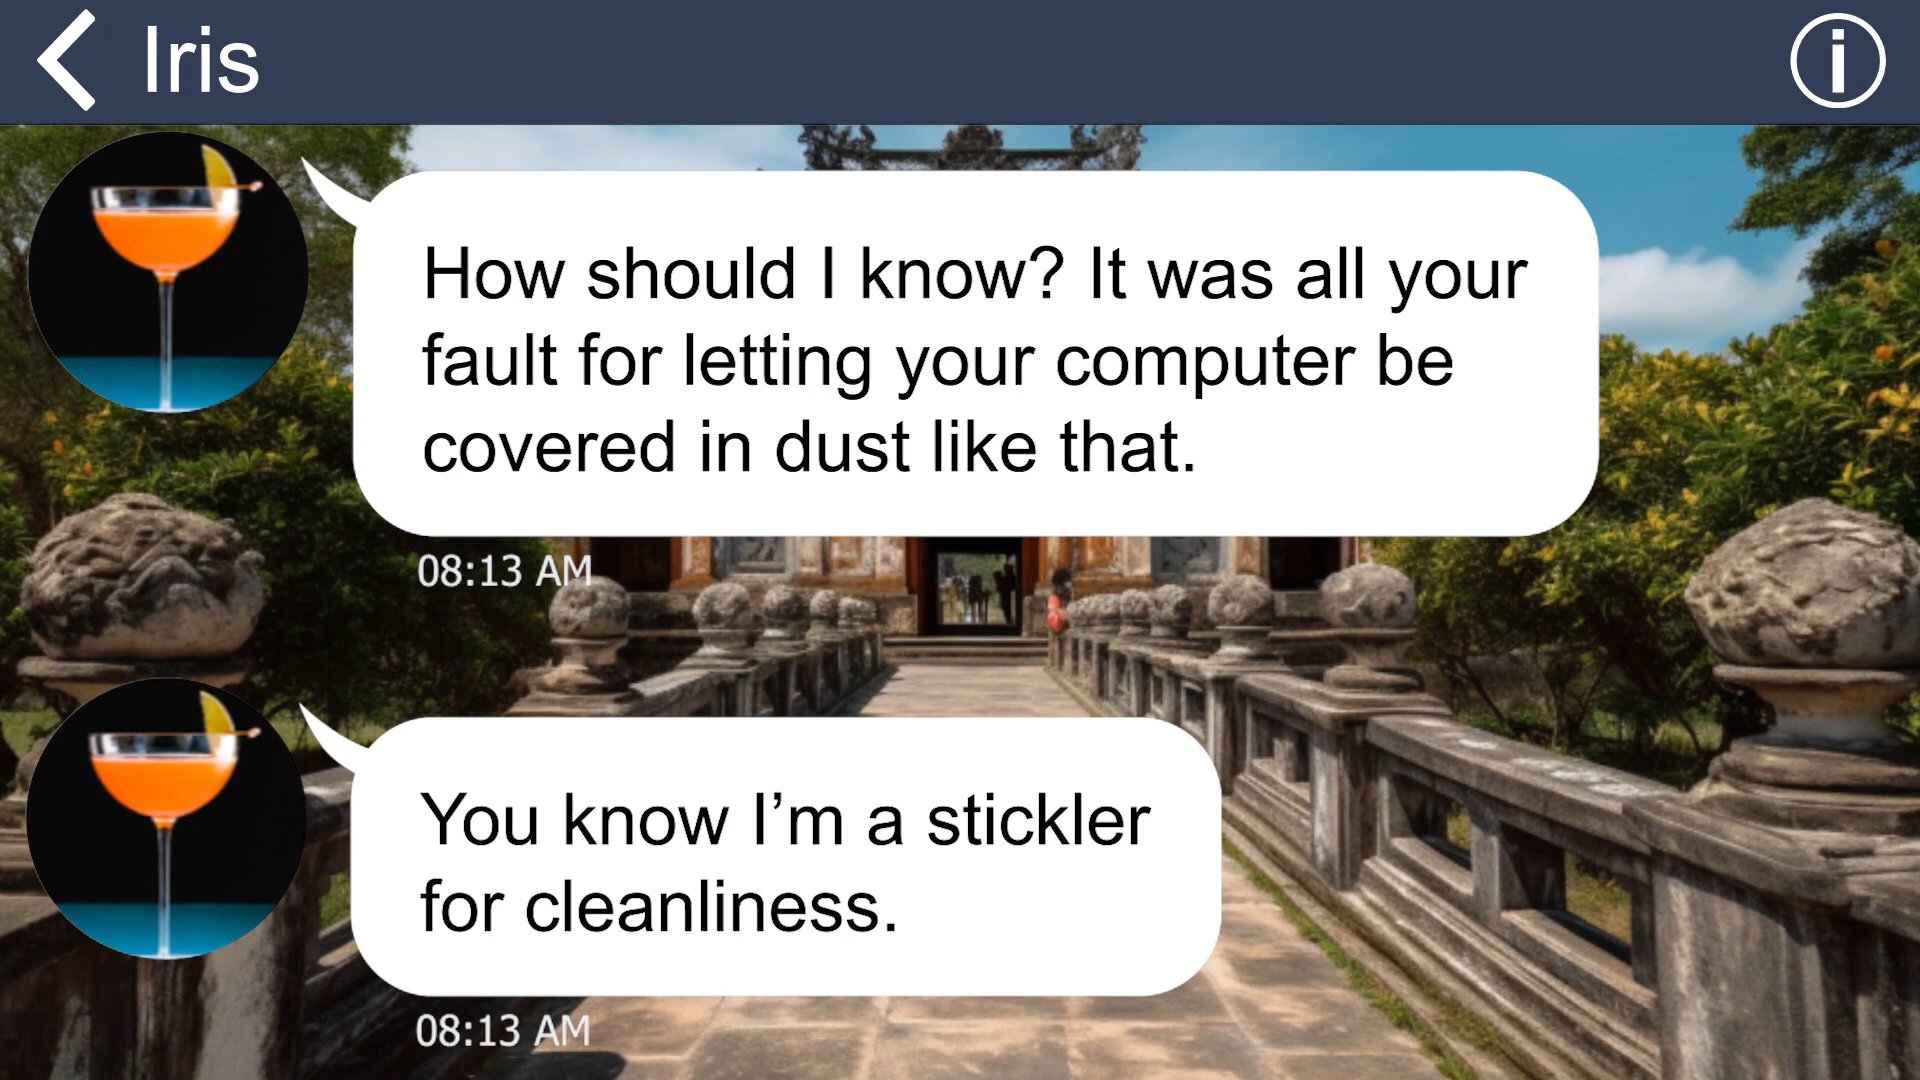 Iris
How should I know? It was all your
fault for letting your computer be
covered in dust like that.
08:13 AM
You know I’m a stickler
for cleanliness.
08:13 AM